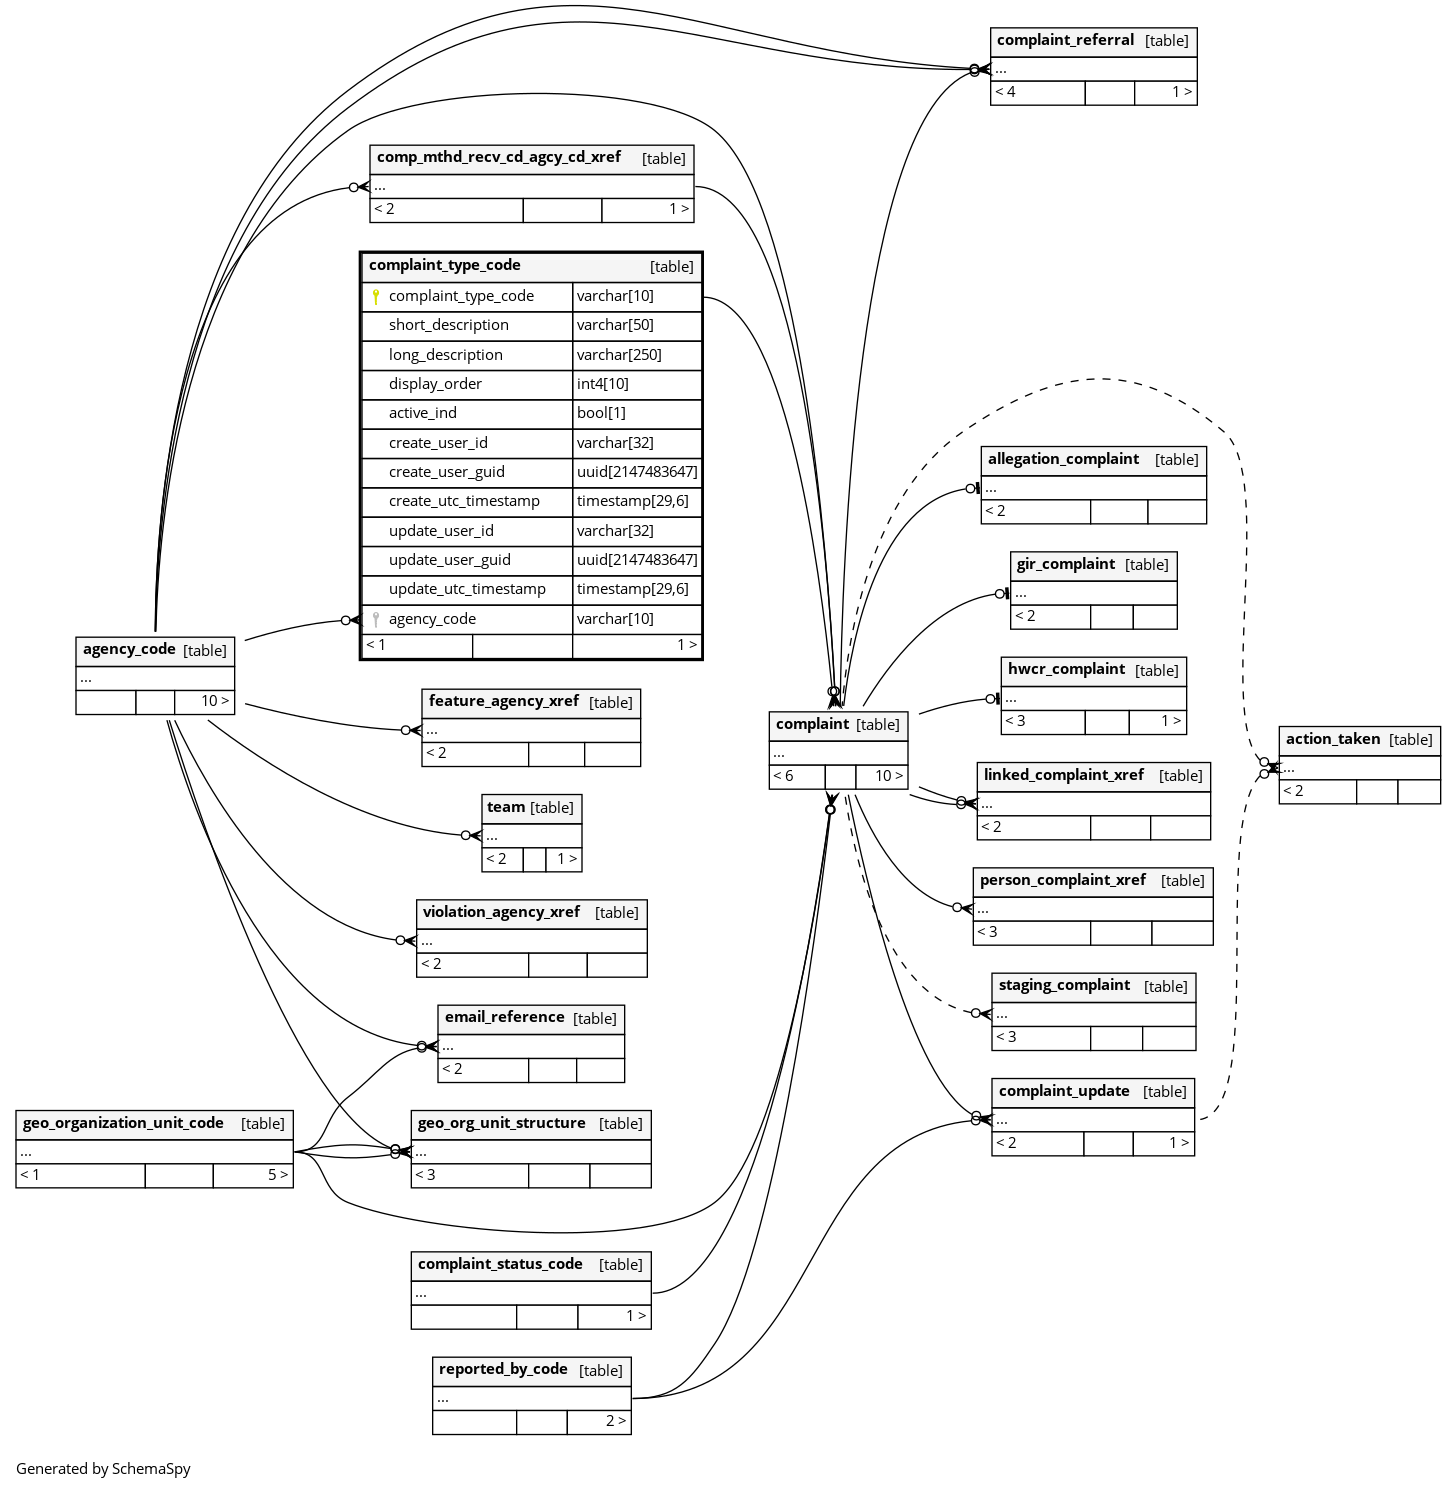 complaint_referral [table]
...
< 4 1 >
comp_mthd_recv_cd_agcy_cd_xref [table]
...
< 2 1 >
complaint_type_code [table]
complaint_type_code varchar[10]
short_description varchar[50]
long_description varchar[250]
display_order int4[10]
active_ind bool[1]
create_user_id varchar[32]
create_user_guid uuid[2147483647]
create_utc_timestamp timestamp[29,6]
update_user_id varchar[32]
update_user_guid uuid[2147483647]
update_utc_timestamp timestamp[29,6]
agency_code varchar[10]
< 1 1 >
agency_code [table]
...
10 >
feature_agency_xref [table]
...
< 2
team [table]
...
< 2 1 >
violation_agency_xref [table]
...
< 2
email_reference [table]
...
< 2
geo_organization_unit_code [table]
...
< 1 5 >
geo_org_unit_structure [table]
...
< 3
complaint_status_code [table]
...
1 >
reported_by_code [table]
...
2 >
complaint [table]
...
< 6 10 >
allegation_complaint [table]
...
< 2
gir_complaint [table]
...
< 2
hwcr_complaint [table]
...
< 3 1 >
linked_complaint_xref [table]
...
< 2
person_complaint_xref [table]
...
< 3
staging_complaint [table]
...
< 3
complaint_update [table]
...
< 2 1 >
action_taken [table]
...
< 2
Generated by SchemaSpy